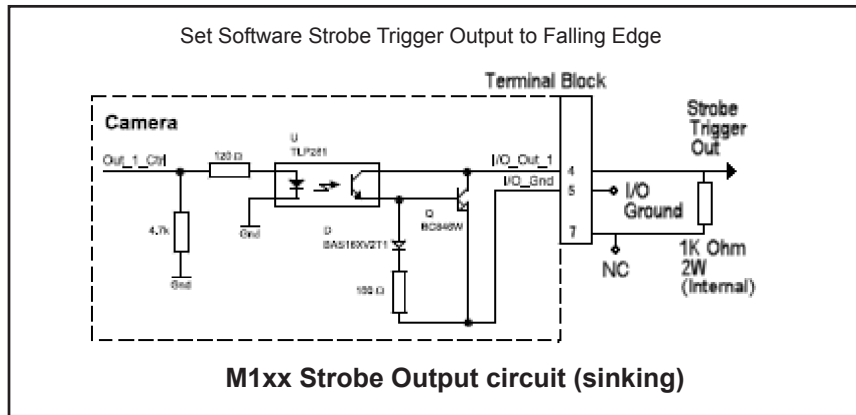 Set Software Strobe Trigger Output to Falling Edge
Terminal Block
Camera
Strobe
Trigger
Out
U
TLP281
120 Ω
Out_1_Ctrl
I/O_Out_1
4
I/O_Gnd
5
I/O
Ground
4.7k
Gnd
Gnd
D
BAS16XV2T1
Q
BC846W
7
NC
1K Ohm
2W
(Internal)
100 Ω
M1xx Strobe Output circuit (sinking)